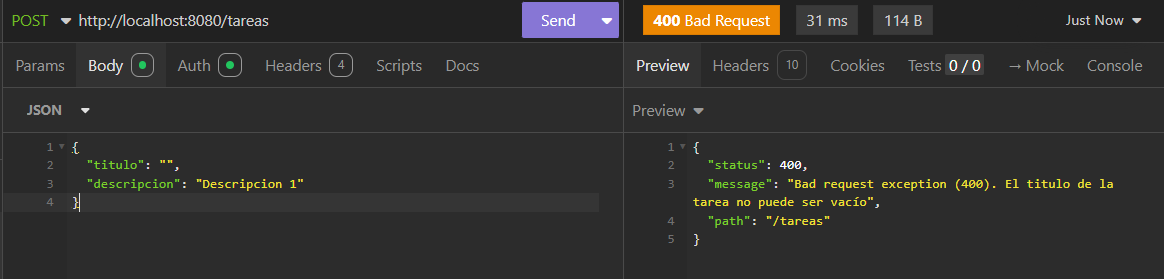 POST http://localhost:8080/tareas Send 400 Bad Request 31 ms 114 B Just Now
Params Body Auth Headers 4 Scripts Docs
Preview Headers 10 Cookies Tests 0 / 0 → Mock Console
JSON
Preview
1 {
2 "titulo": "",
3 "descripcion": "Descripcion 1"
4 }
1 {
2 "status": 400,
3 "message": "Bad request exception (400). El titulo de la
tarea no puede ser vacío",
4 "path": "/tareas"
5 }